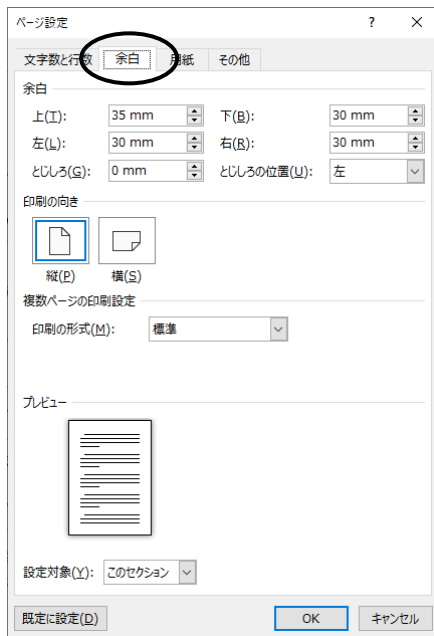 ページ設定 ? ×
文字数と行数 余白 用紙 その他
余白
上(T): 35 mm 下(B): 30 mm
左(L): 30 mm 右(R): 30 mm
とじしろ(G): 0 mm とじしろの位置(U): 左
印刷の向き
縦(P) 横(S)
複数ページの印刷設定
印刷の形式(M): 標準
プレビュー
設定対象(Y): このセクション
既定に設定(D) OK キャンセル